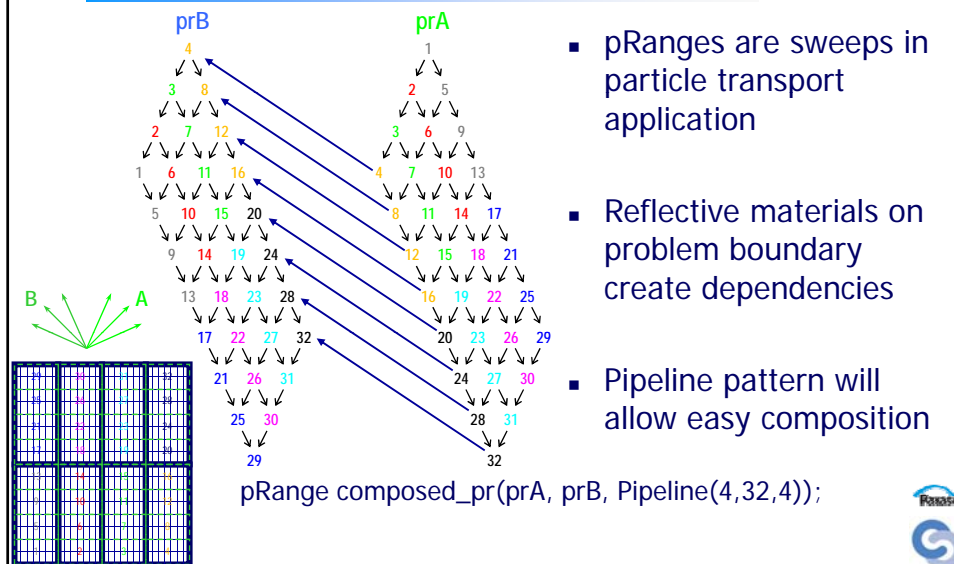 prB prA
4 1
3 8 2 5
2 7 12 3 6 9
1 6 11 16 4 7 10 13
5 10 15 20 8 11 14 17
9 14 19 24 12 15 18 21
13 18 23 28 16 19 22 25
17 22 27 32 20 23 26 29
21 26 31 24 27 30
25 30 28 31
29 32
B A
pRange composed_pr(prA, prB, Pipeline(4,32,4));
▪ pRanges are sweeps in
particle transport
application
▪ Reflective materials on
problem boundary
create dependencies
▪ Pipeline pattern will
allow easy composition